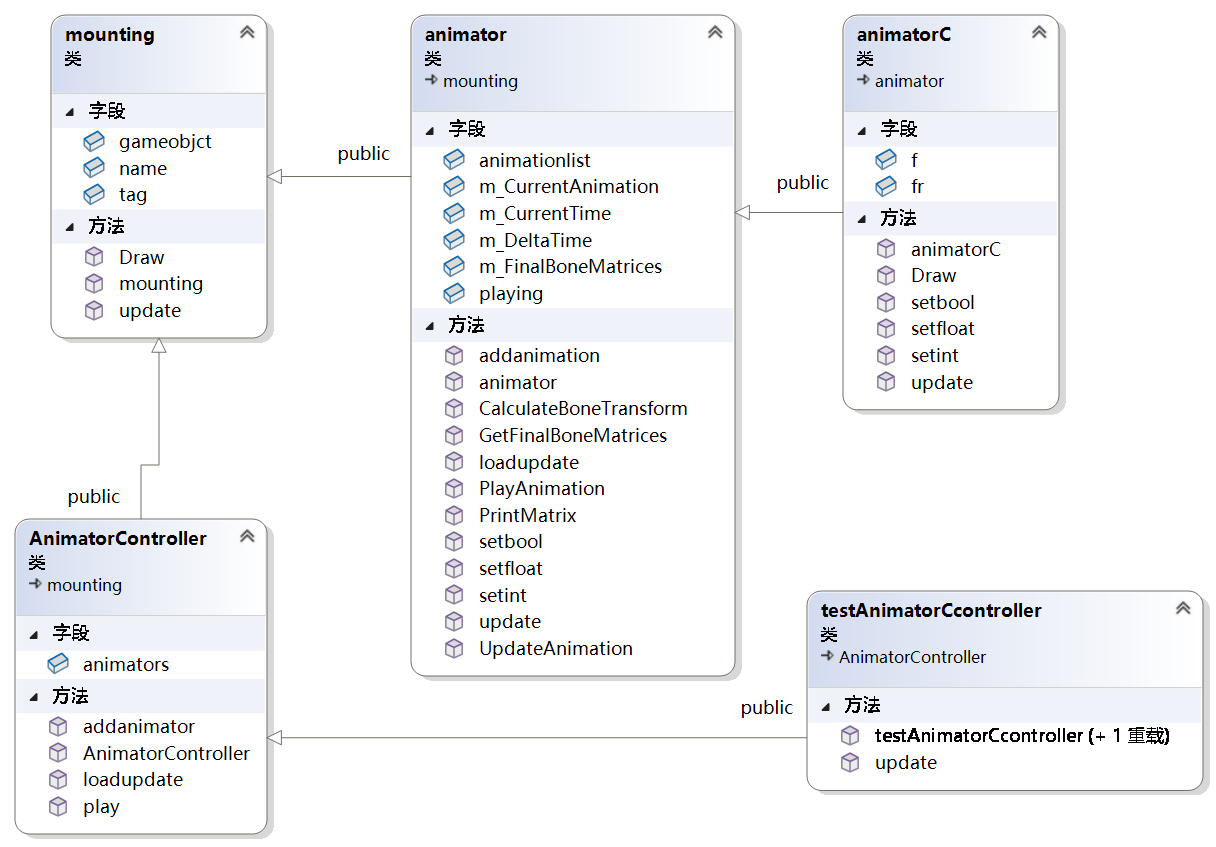 mounting
类
字段
gameobjct
name
tag
方法
Draw
mounting
update
public
animator
类
mounting
字段
animationlist
m_CurrentAnimation
m_CurrentTime
m_DeltaTime
m_FinalBoneMatrices
playing
方法
addanimation
animator
CalculateBoneTransform
GetFinalBoneMatrices
loadupdate
PlayAnimation
PrintMatrix
setbool
setfloat
setint
update
UpdateAnimation
public
animatorC
类
animator
字段
f
fr
方法
animatorC
Draw
setbool
setfloat
setint
update
public
AnimatorController
类
mounting
字段
animators
方法
addanimator
AnimatorController
loadupdate
play
public
testAnimatorCcontroller
类
AnimatorController
方法
testAnimatorCcontroller (+ 1 重载)
update